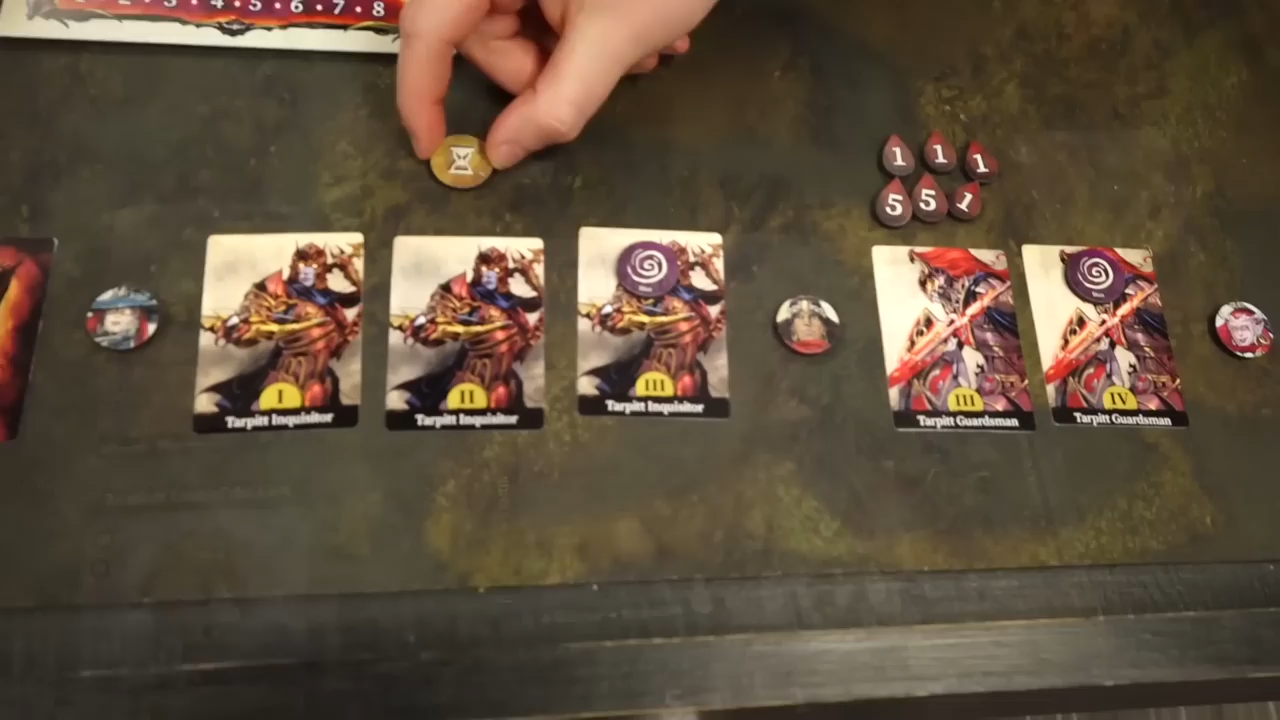 2 • 3 • 4 • 5 • 6 • 7 • 8
1 1 1
5 5 1
I
Tarpitt Inquisitor
II
Tarpitt Inquisitor
III
Tarpitt Inquisitor
III
Tarpitt Guardsman
IV
Tarpitt Guardsman